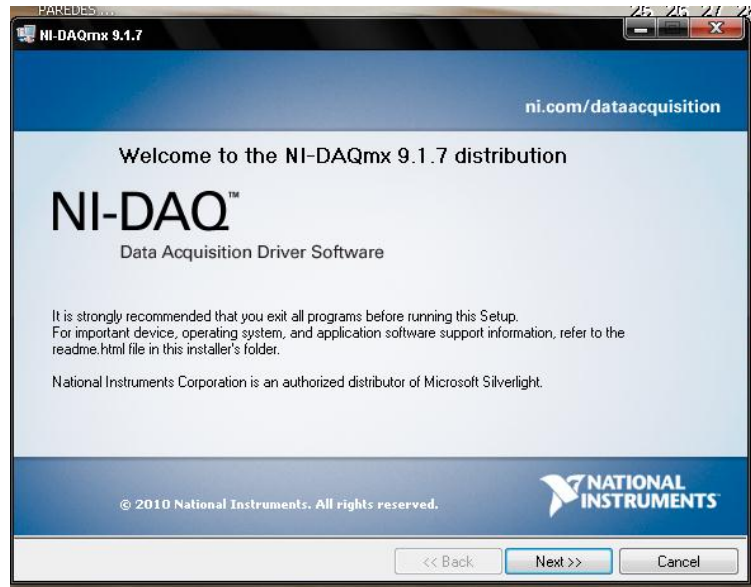 PAREDES ...
25 26 27 28
NI-DAQmx 9.1.7
ni.com/dataacquisition
Welcome to the NI-DAQmx 9.1.7 distribution
NI-DAQ™
Data Acquisition Driver Software
It is strongly recommended that you exit all programs before running this Setup.
For important device, operating system, and application software support information, refer to the
readme.html file in this installer's folder.
National Instruments Corporation is an authorized distributor of Microsoft Silverlight.
© 2010 National Instruments. All rights reserved.
NATIONAL
INSTRUMENTS™
<< Back
Next >>
Cancel